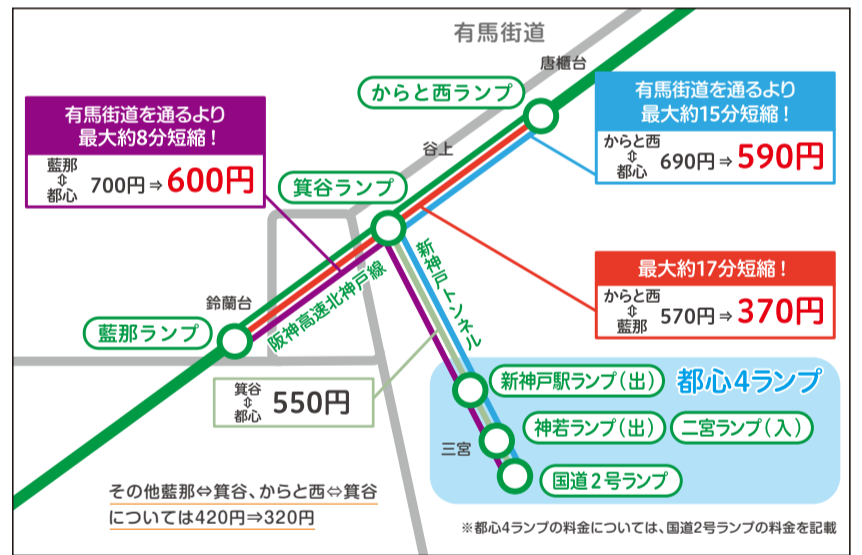 有馬街道
唐櫃台
からと西ランプ
有馬街道を通るより
最大約15分短縮！
からと西
⇕
都心
690円⇒590円
有馬街道を通るより
最大約8分短縮！
藍那
⇕
都心
700円⇒600円
谷上
箕谷ランプ
新神戸トンネル
最大約17分短縮！
からと西
⇕
藍那
570円⇒370円
鈴蘭台
阪神高速北神戸線
藍那ランプ
箕谷
⇕
都心
550円
新神戸駅ランプ（出）
都心4ランプ
神若ランプ（出）
二宮ランプ（入）
三宮
国道2号ランプ
その他藍那⇔箕谷、からと西⇔箕谷
については420円⇒320円
※都心4ランプの料金については、国道2号ランプの料金を記載